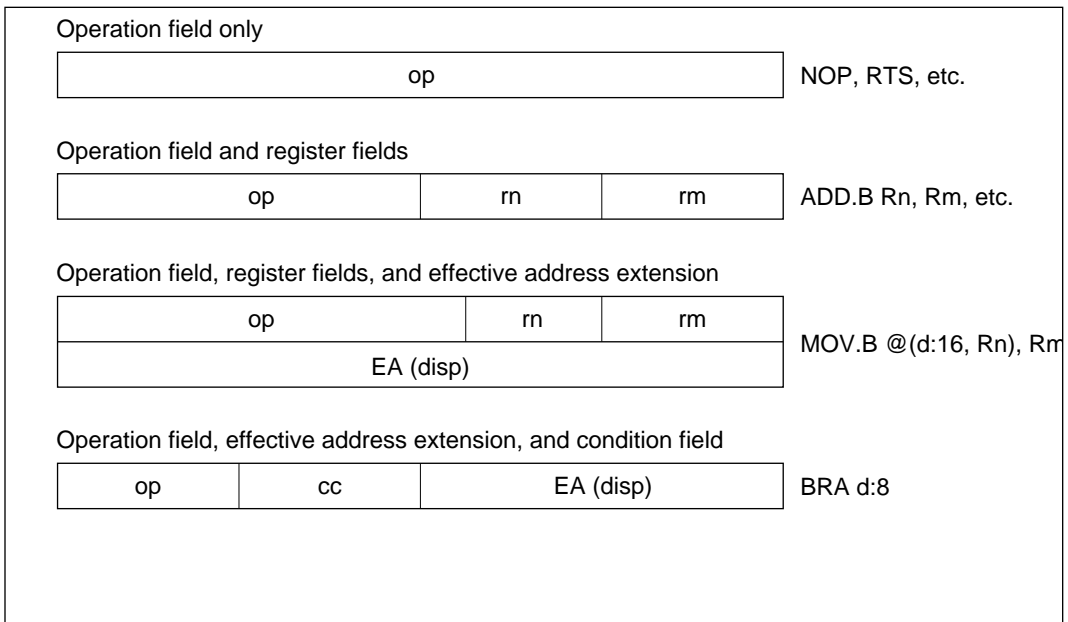 Operation field only
op
NOP, RTS, etc.
Operation field and register fields
op rn rm
ADD.B Rn, Rm, etc.
Operation field, register fields, and effective address extension
op rn rm
EA (disp)
MOV.B @(d:16, Rn), Rm
Operation field, effective address extension, and condition field
op cc EA (disp)
BRA d:8